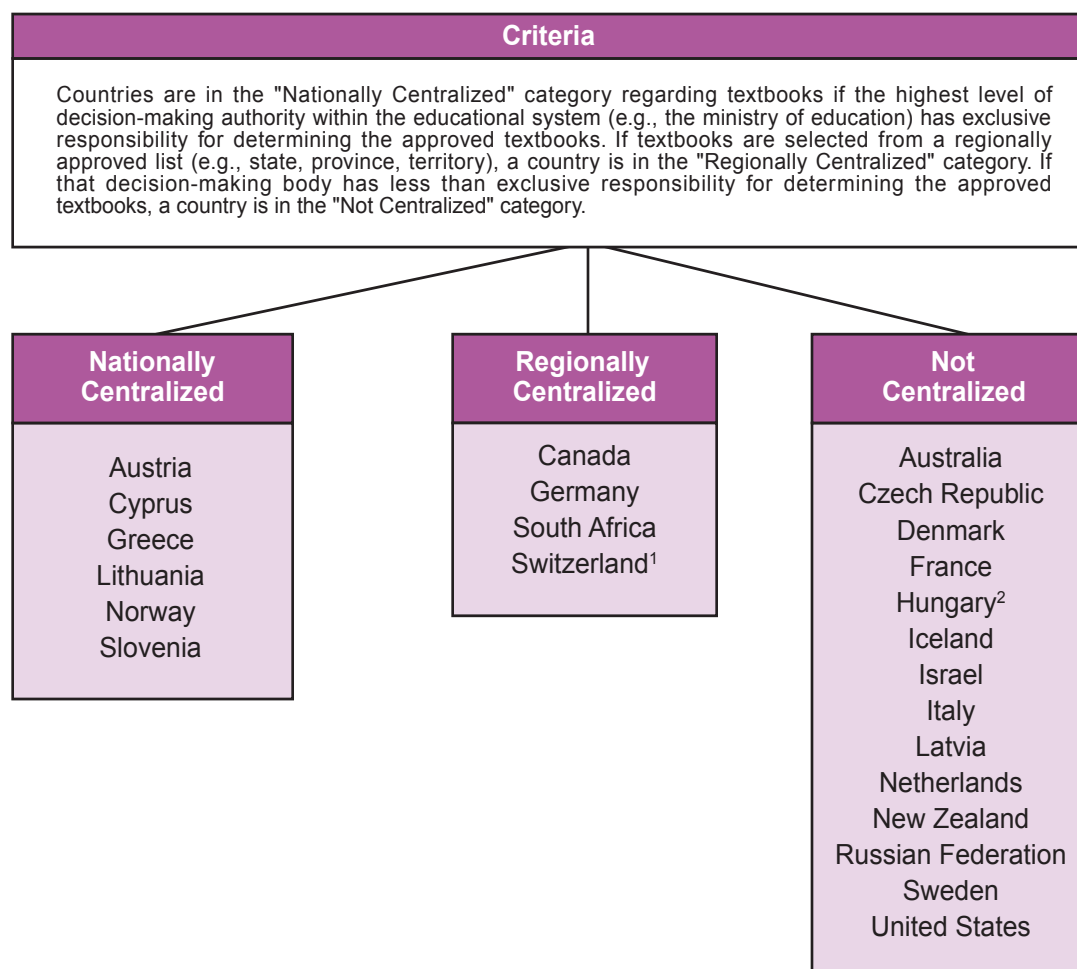 Criteria
Countries are in the "Nationally Centralized" category regarding textbooks if the highest level of
decision-making authority within the educational system (e.g., the ministry of education) has exclusive
responsibility for determining the approved textbooks. If textbooks are selected from a regionally
approved list (e.g., state, province, territory), a country is in the "Regionally Centralized" category. If
that decision-making body has less than exclusive responsibility for determining the approved
textbooks, a country is in the "Not Centralized" category.
Nationally
Centralized
Austria
Cyprus
Greece
Lithuania
Norway
Slovenia
Regionally
Centralized
Canada
Germany
South Africa
Switzerland¹
Not
Centralized
Australia
Czech Republic
Denmark
France
Hungary²
Iceland
Israel
Italy
Latvia
Netherlands
New Zealand
Russian Federation
Sweden
United States